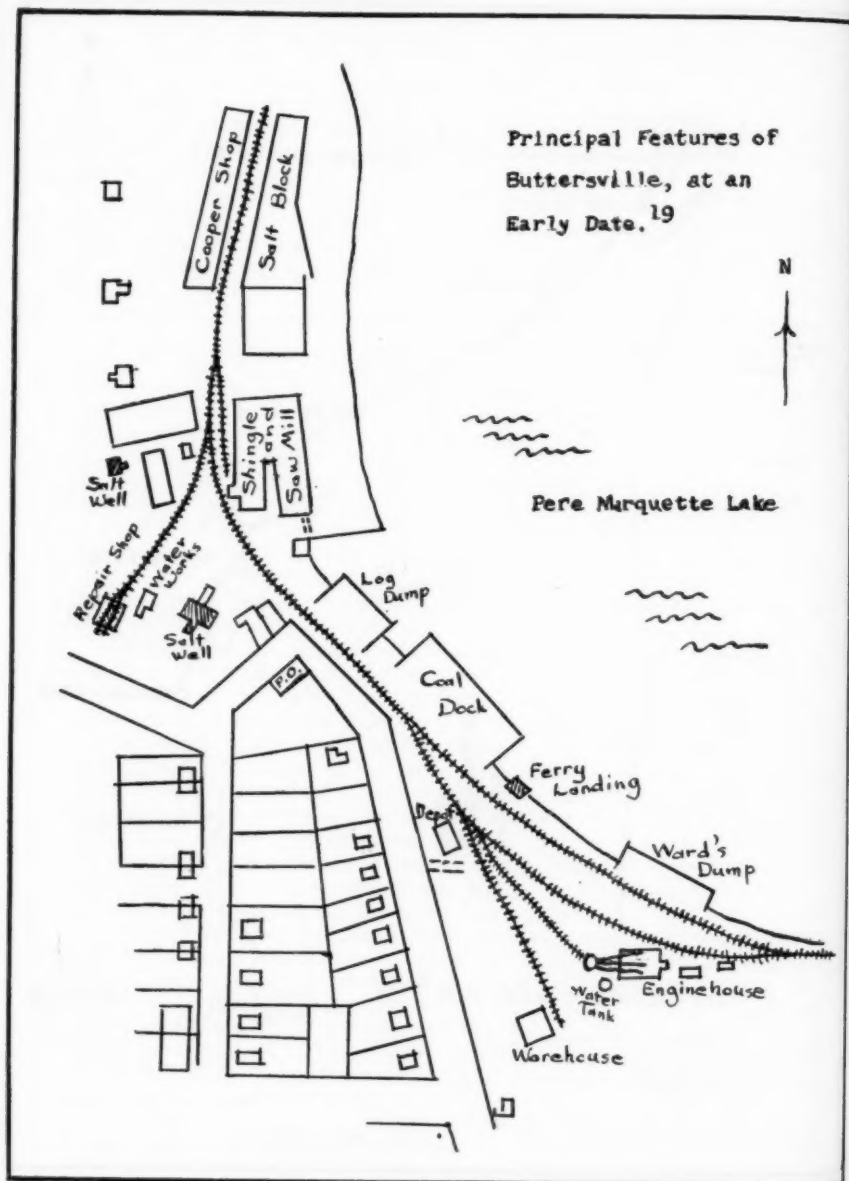 Principal Features of
Buttersville, at an
Early Date.19
N
Cooper Shop
Salt Block
Shingle and
Saw Mill
Salt
Well
Pere Marquette Lake
Repair Shop
Water
Works
Salt
Well
Log
Dump
P.O.
Coal
Dock
Ferry
Landing
Depot
Ward's
Dump
Water
Tank
Enginehouse
Warehouse